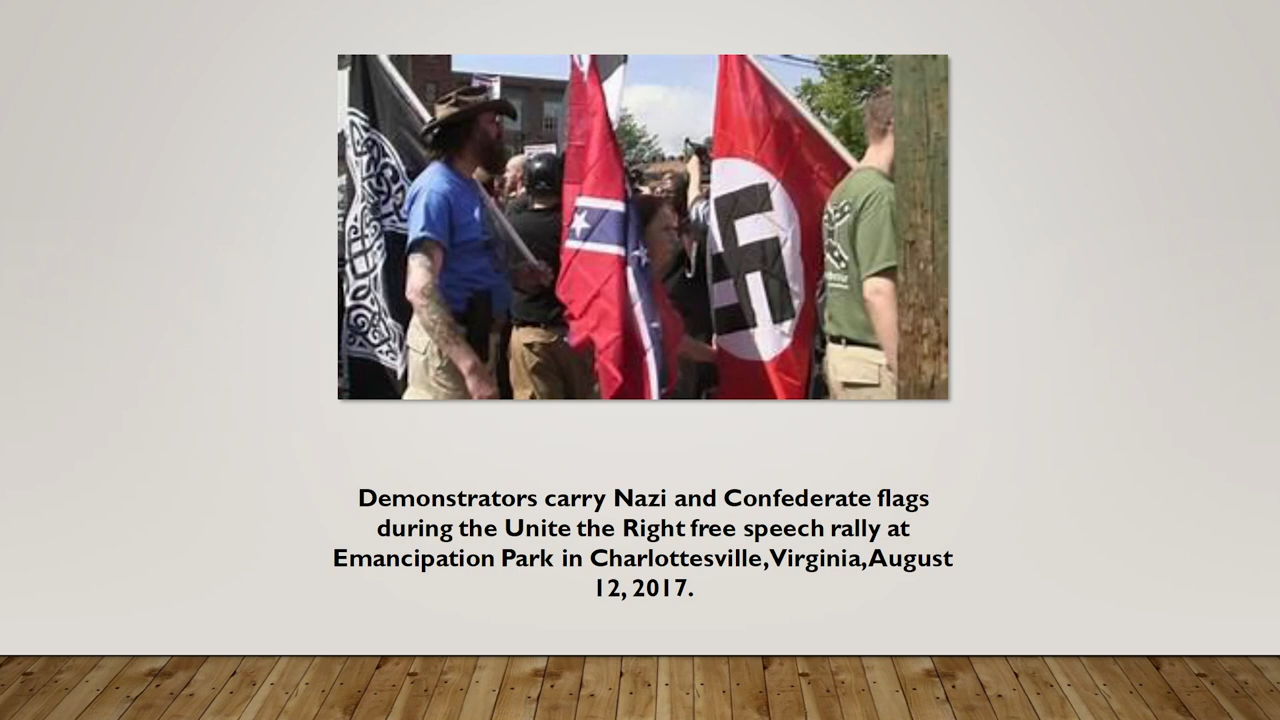 Demonstrators carry Nazi and Confederate flags
during the Unite the Right free speech rally at
Emancipation Park in Charlottesville, Virginia, August
12, 2017.